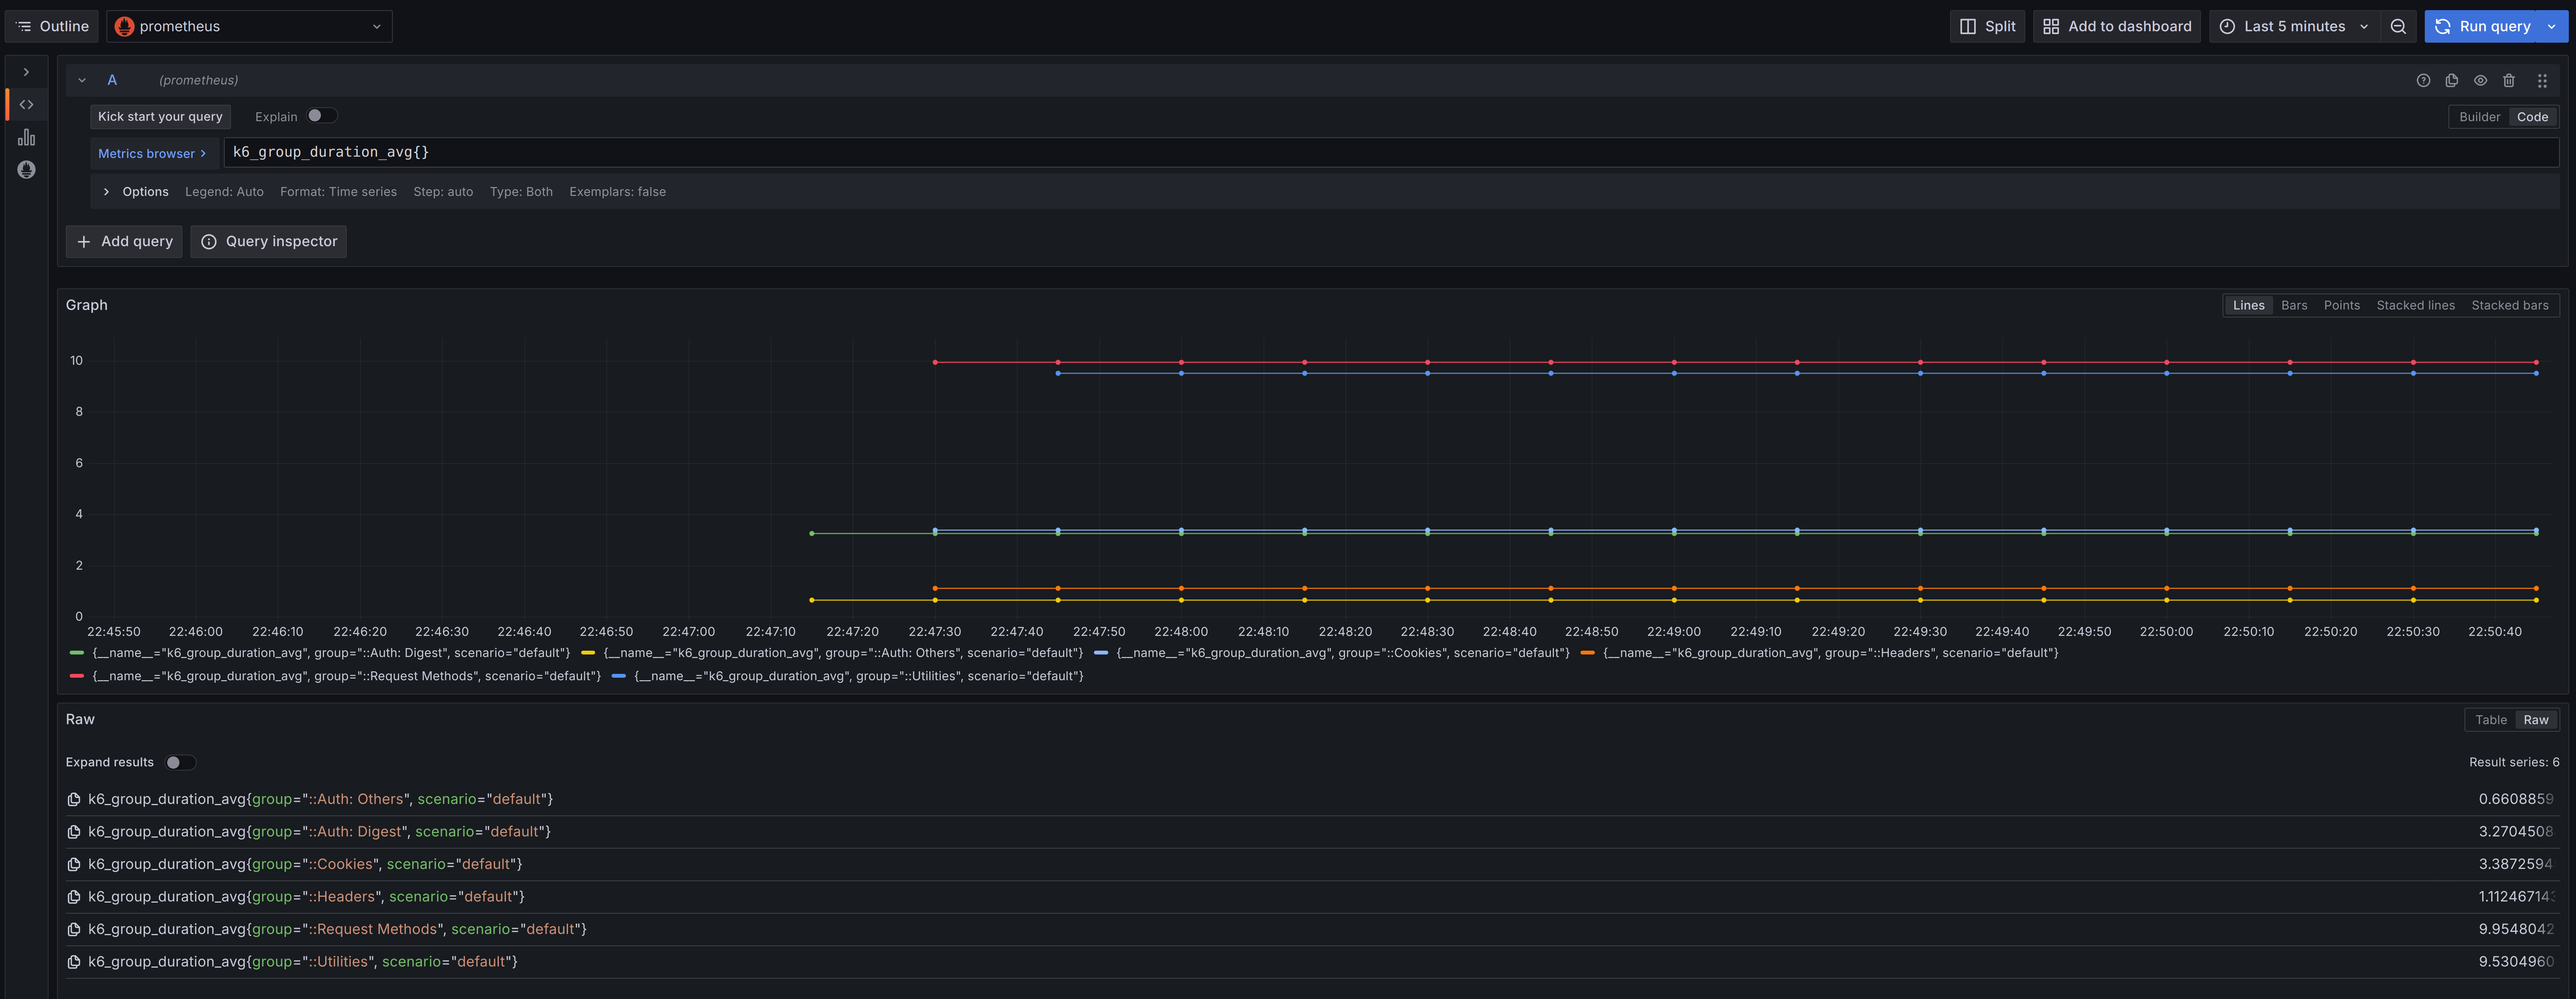 Outline prometheus Split Add to dashboard Last 5 minutes Run query
A (prometheus)
Kick start your query Explain Builder Code
Metrics browser > k6_group_duration_avg{}
Options Legend: Auto Format: Time series Step: auto Type: Both Exemplars: false
+ Add query Query inspector
Graph Lines Bars Points Stacked lines Stacked bars
10
8
6
4
2
0
22:45:50 22:46:00 22:46:10 22:46:20 22:46:30 22:46:40 22:46:50 22:47:00 22:47:10 22:47:20 22:47:30 22:47:40 22:47:50 22:48:00 22:48:10 22:48:20 22:48:30 22:48:40 22:48:50 22:49:00 22:49:10 22:49:20 22:49:30 22:49:40 22:49:50 22:50:00 22:50:10 22:50:20 22:50:30 22:50:40
{__name__="k6_group_duration_avg", group="::Auth: Digest", scenario="default"} {__name__="k6_group_duration_avg", group="::Auth: Others", scenario="default"} {__name__="k6_group_duration_avg", group="::Cookies", scenario="default"} {__name__="k6_group_duration_avg", group="::Headers", scenario="default"}
{__name__="k6_group_duration_avg", group="::Request Methods", scenario="default"} {__name__="k6_group_duration_avg", group="::Utilities", scenario="default"}
Raw Table Raw
Expand results Result series: 6
k6_group_duration_avg{group="::Auth: Others", scenario="default"} 0.6608859
k6_group_duration_avg{group="::Auth: Digest", scenario="default"} 3.2704508
k6_group_duration_avg{group="::Cookies", scenario="default"} 3.3872594
k6_group_duration_avg{group="::Headers", scenario="default"} 1.112467143
k6_group_duration_avg{group="::Request Methods", scenario="default"} 9.9548042
k6_group_duration_avg{group="::Utilities", scenario="default"} 9.5304960